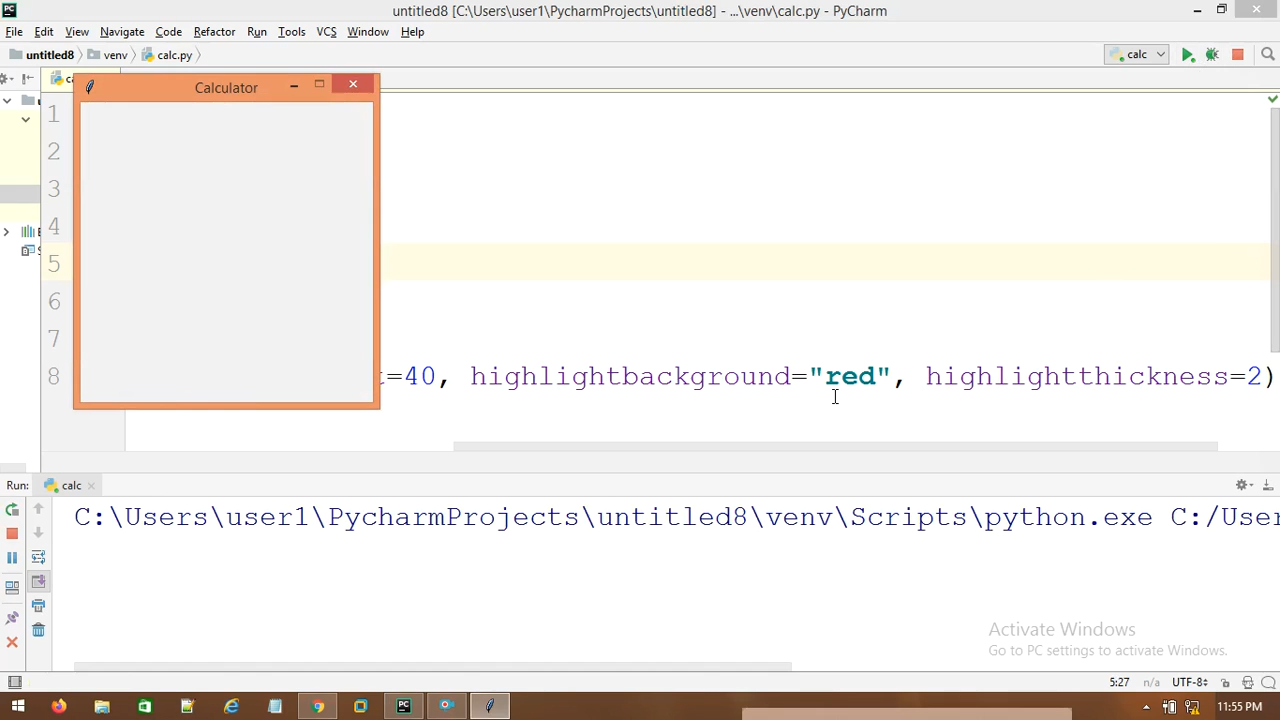 untitled8 [C:\Users\user1\PycharmProjects\untitled8] - ...\venv\calc.py - PyCharm
File Edit View Navigate Code Refactor Run Tools VCS Window Help
untitled8 venv calc.py calc
Calculator
1
2
3
4
5
6
7
8 =40, highlightbackground="red", highlightthickness=2)
Run: calc
C:\Users\user1\PycharmProjects\untitled8\venv\Scripts\python.exe C:/User
Activate Windows
Go to PC settings to activate Windows.
5:27 n/a UTF-8
11:55 PM